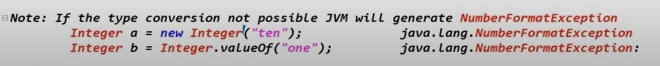 Note: If the type conversion not possible JVM will generate NumberFormatException
Integer a = new Integer("ten"); java.lang.NumberFormatException
Integer b = Integer.valueOf("one"); java.lang.NumberFormatException: